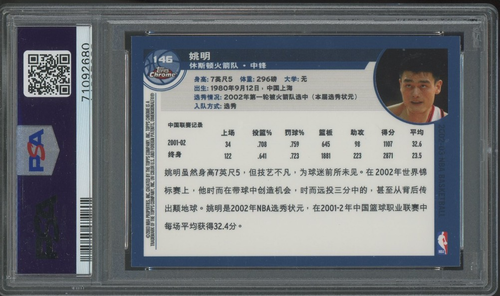 146
Topps
Chrome
姚明
休斯顿火箭队·中锋
身高:7英尺5 体重:296磅 大学:无
出生:1980年9月12日,中国上海
选秀情况:2002年第一轮被火箭队选中(本届选秀状元)
入队方式:选秀
中国联赛记录
上场 投篮% 罚球% 篮板 助攻 得分 平均
2001-02 34 .708 .759 645 98 1107 32.6
终身 122 .641 .723 1881 223 2871 23.5
姚明虽然身高7英尺5,但技艺不凡,为球迷前所未见。在2002年世界锦
标赛上,他时而在带球中创造机会,时而远投三分中的,甚至从背后传
出颠地球。姚明是2002年NBA选秀状元,在2001-2年中国篮球职业联赛中
每场平均获得32.4分。
NBA
PSA
71092680